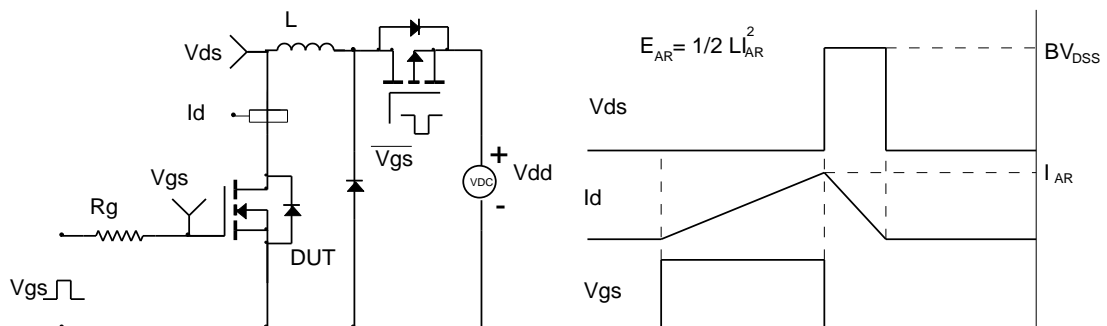 L
Vds
Id
Vgs
Vgs
Rg
DUT
Vgs
VDC
+
-
Vdd
E_AR = 1/2 LI_AR^2
BV_DSS
Vds
I_AR
Id
Vgs